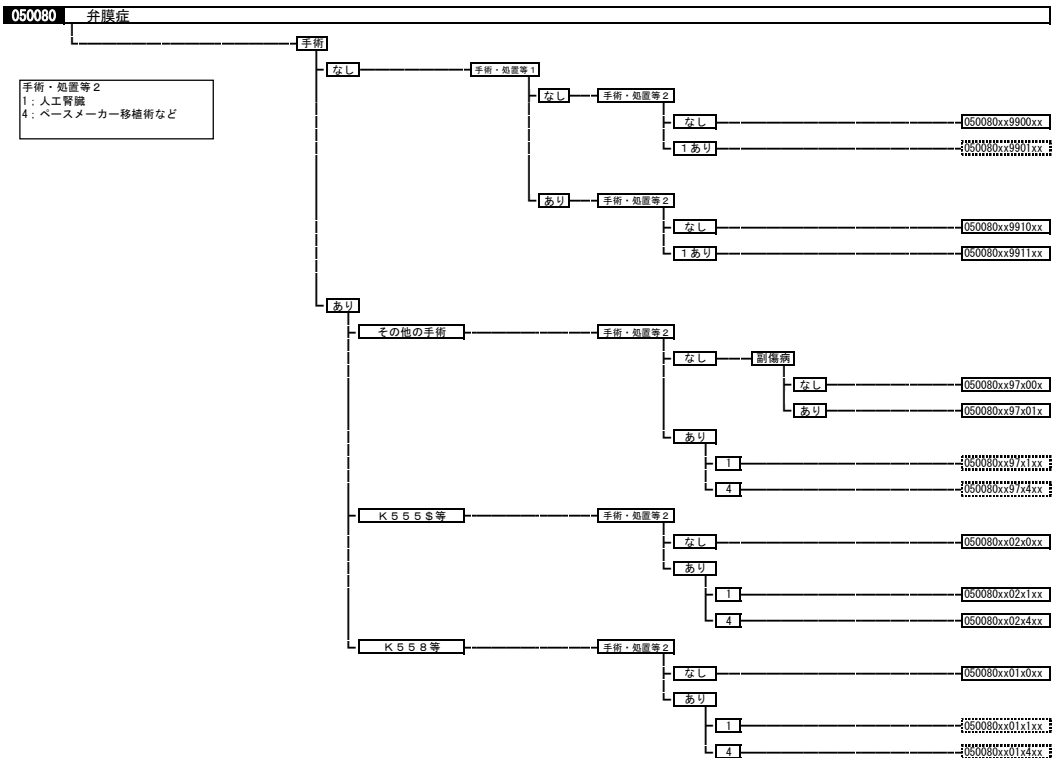 050080 弁膜症
手術
なし 手術・処置等1
手術・処置等2
1；人工腎臓
4；ペースメーカー移植術など
なし 手術・処置等2
なし 050080xx9900xx
1あり 050080xx9901xx
あり 手術・処置等2
なし 050080xx9910xx
1あり 050080xx9911xx
あり
その他の手術 手術・処置等2
なし 副傷病
なし 050080xx97x00x
あり 050080xx97x01x
あり
1 050080xx97x1xx
4 050080xx97x4xx
K555$等 手術・処置等2
なし 050080xx02x0xx
あり
1 050080xx02x1xx
4 050080xx02x4xx
K558等 手術・処置等2
なし 050080xx01x0xx
あり
1 050080xx01x1xx
4 050080xx01x4xx